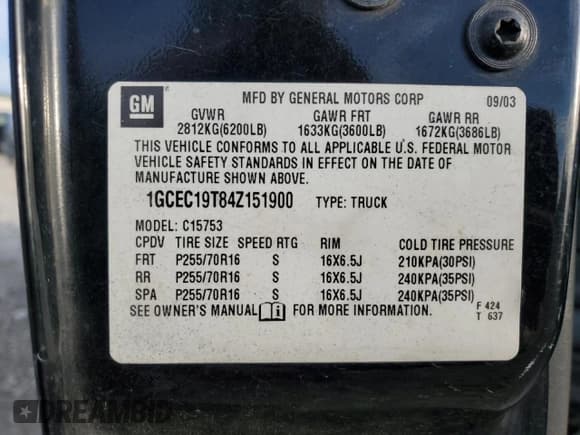 GM
MFD BY GENERAL MOTORS CORP 09/03
GVWR GAWR FRT GAWR RR
2812KG(6200LB) 1633KG(3600LB) 1672KG(3686LB)
THIS VEHICLE CONFORMS TO ALL APPLICABLE U.S. FEDERAL MOTOR
VEHICLE SAFETY STANDARDS IN EFFECT ON THE DATE OF
MANUFACTURE SHOWN ABOVE.
1GCEC19T84Z151900 TYPE: TRUCK
MODEL: C15753
CPDV TIRE SIZE SPEED RTG RIM COLD TIRE PRESSURE
FRT P255/70R16 S 16X6.5J 210KPA(30PSI)
RR P255/70R16 S 16X6.5J 240KPA(35PSI)
SPA P255/70R16 S 16X6.5J 240KPA(35PSI)
SEE OWNER'S MANUAL FOR MORE INFORMATION.
F 424
T 637
DREAMBID